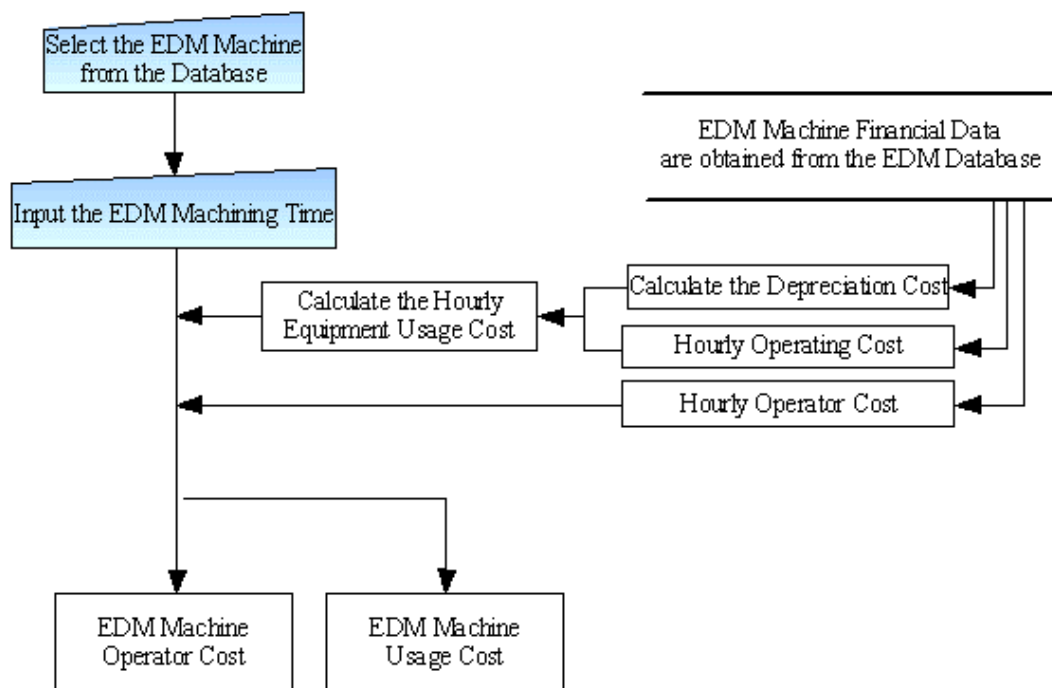 Select the EDM Machine
from the Database
EDM Machine Financial Data
are obtained from the EDM Database
Input the EDM Machining Time
Calculate the Depreciation Cost
Calculate the Hourly
Equipment Usage Cost
Hourly Operating Cost
Hourly Operator Cost
EDM Machine
Operator Cost
EDM Machine
Usage Cost